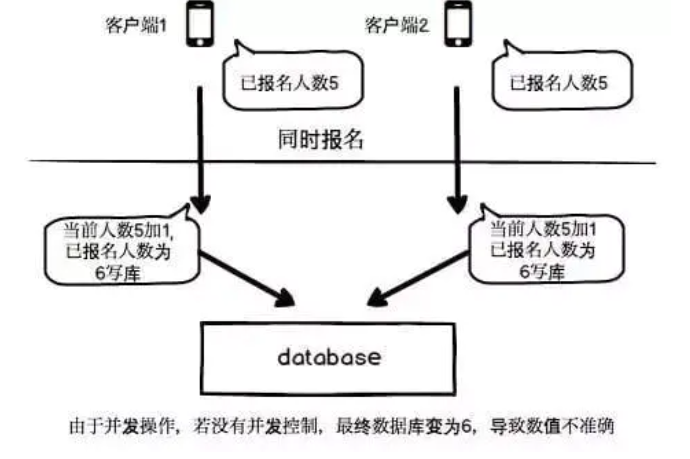 客户端1
客户端2
已报名人数5
已报名人数5
同时报名
当前人数5加1,
已报名人数为
6写库
当前人数5加1
已报名人数为
6写库
database
由于并发操作，若没有并发控制，最终数据库变为6，导致数值不准确